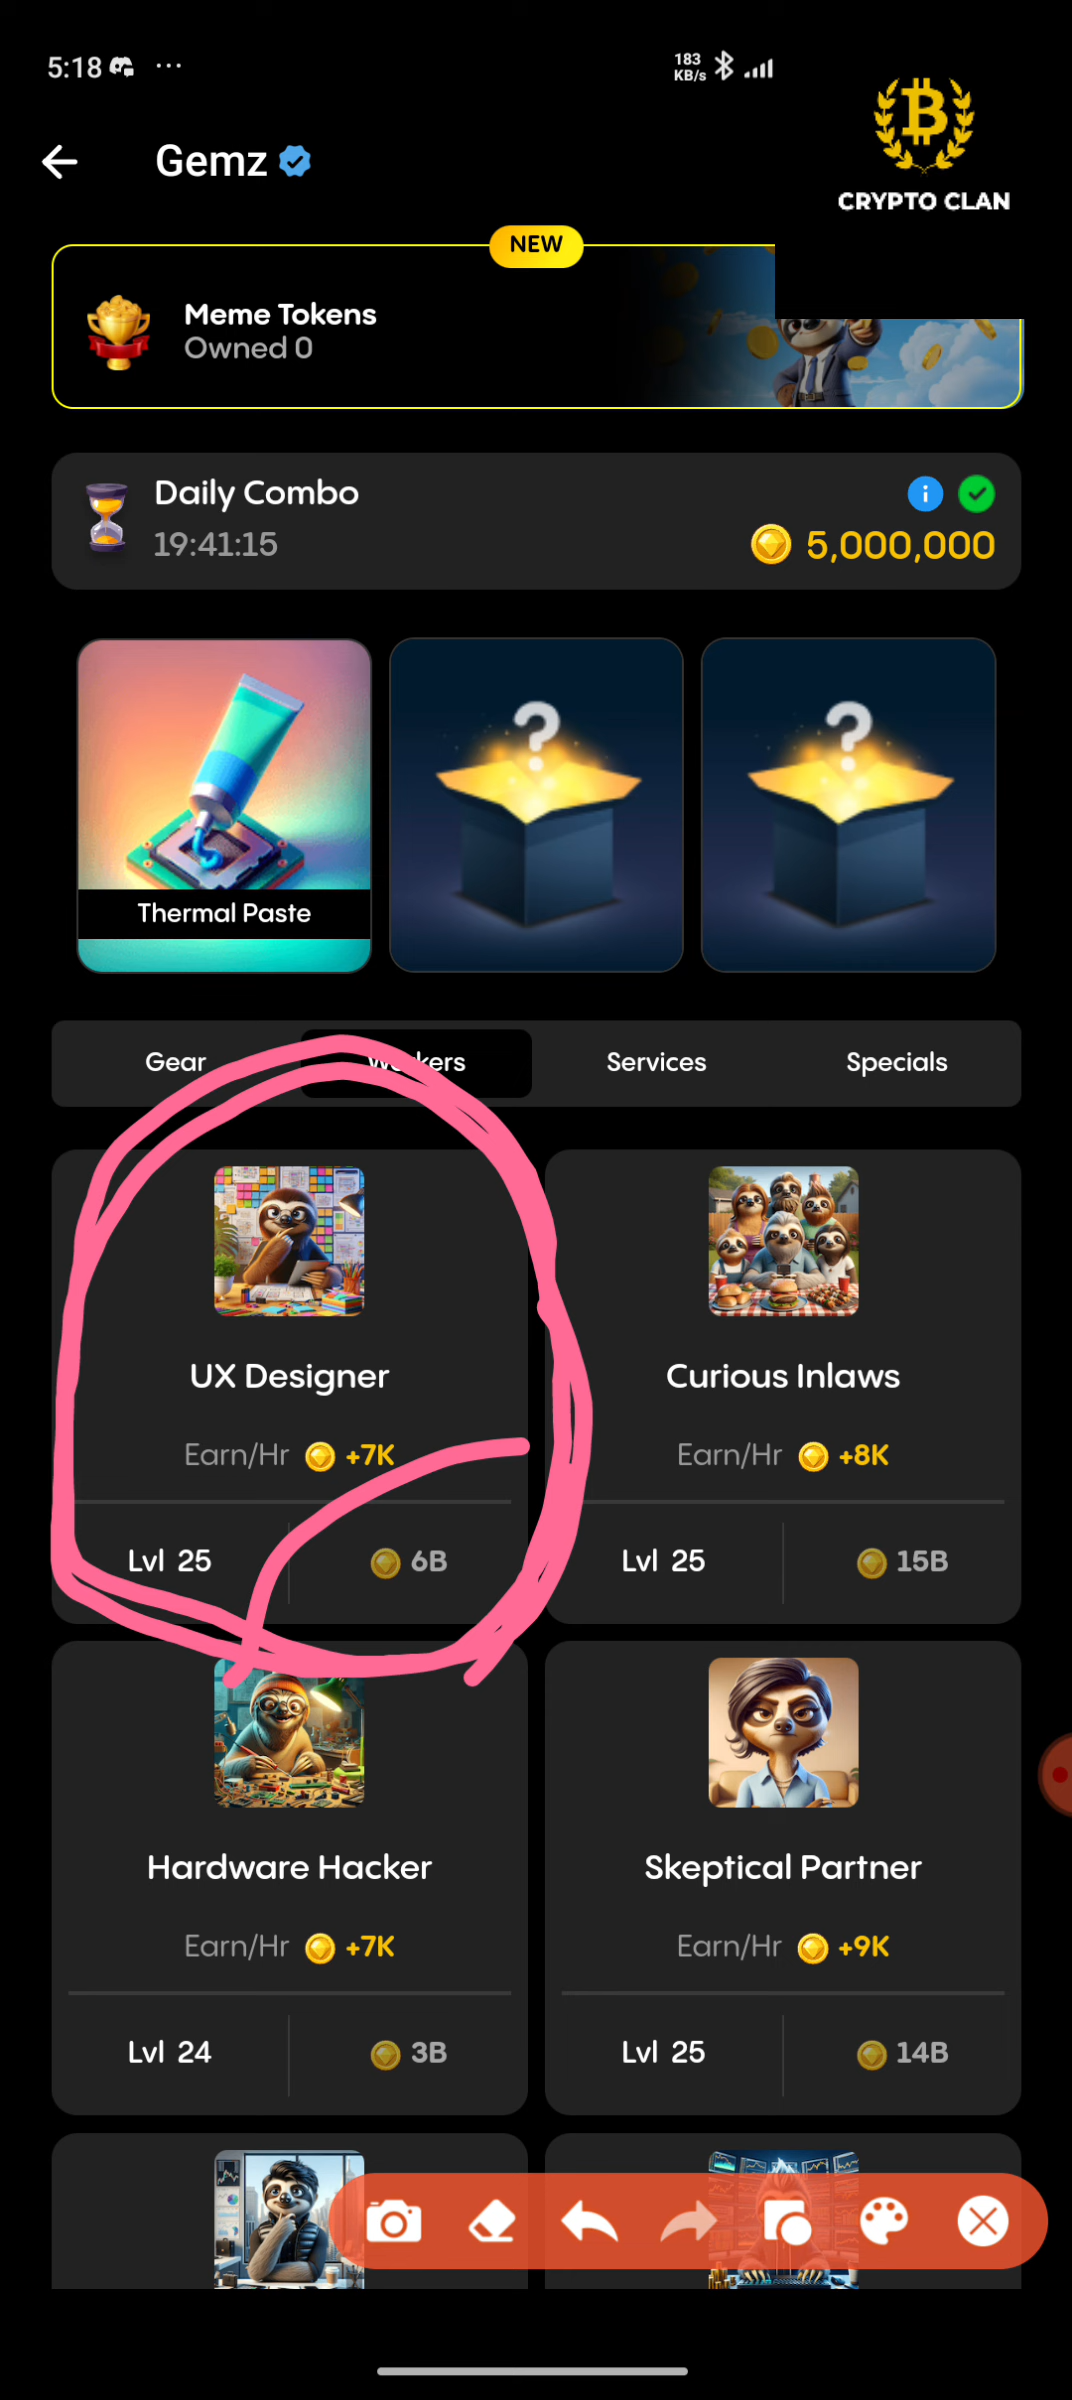 5:18
183
KB/s
Gemz
CRYPTO CLAN
NEW
Meme Tokens
Owned 0
Daily Combo
19:41:15
5,000,000
Thermal Paste
Gear
Workers
Services
Specials
UX Designer
Earn/Hr +7K
Lvl 25
6B
Curious Inlaws
Earn/Hr +8K
Lvl 25
15B
Hardware Hacker
Earn/Hr +7K
Lvl 24
3B
Skeptical Partner
Earn/Hr +9K
Lvl 25
14B